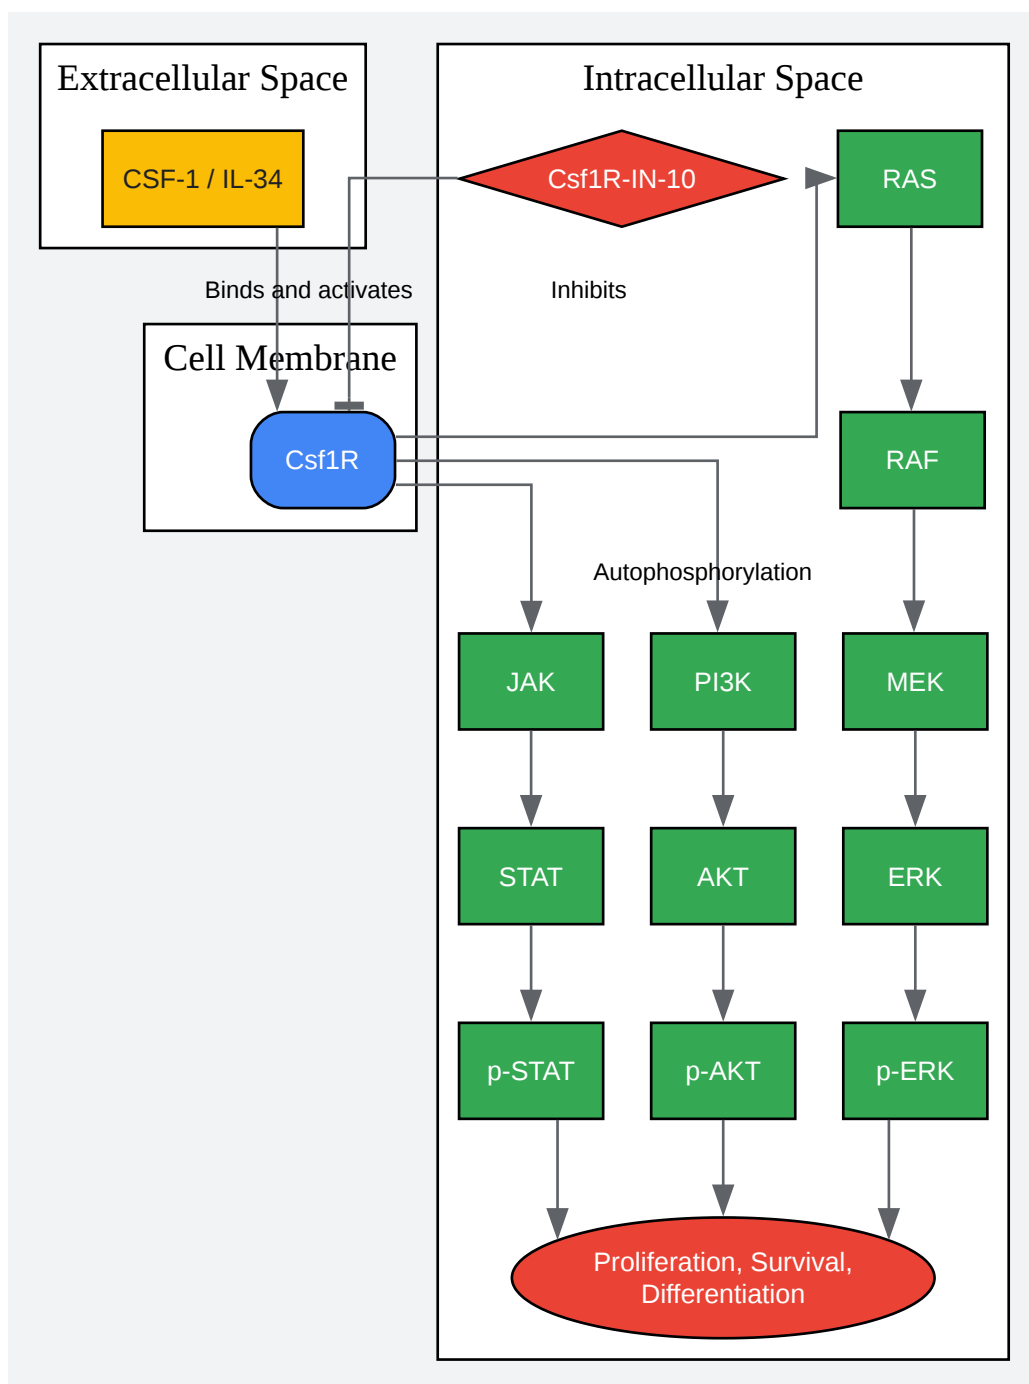 Extracellular Space
Intracellular Space
CSF-1 / IL-34
Csf1R-IN-10
RAS
Binds and activates
Inhibits
Cell Membrane
Csf1R
RAF
Autophosphorylation
JAK
PI3K
MEK
STAT
AKT
ERK
p-STAT
p-AKT
p-ERK
Proliferation, Survival,
Differentiation